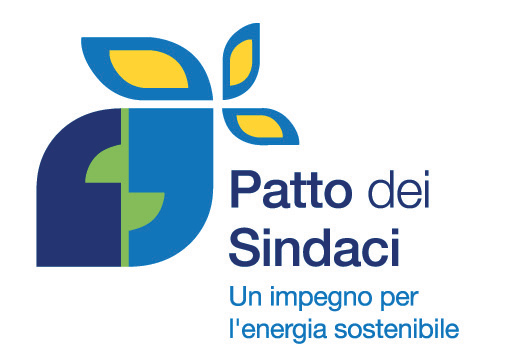 Patto dei
Sindaci
Un impegno per
l'energia sostenibile